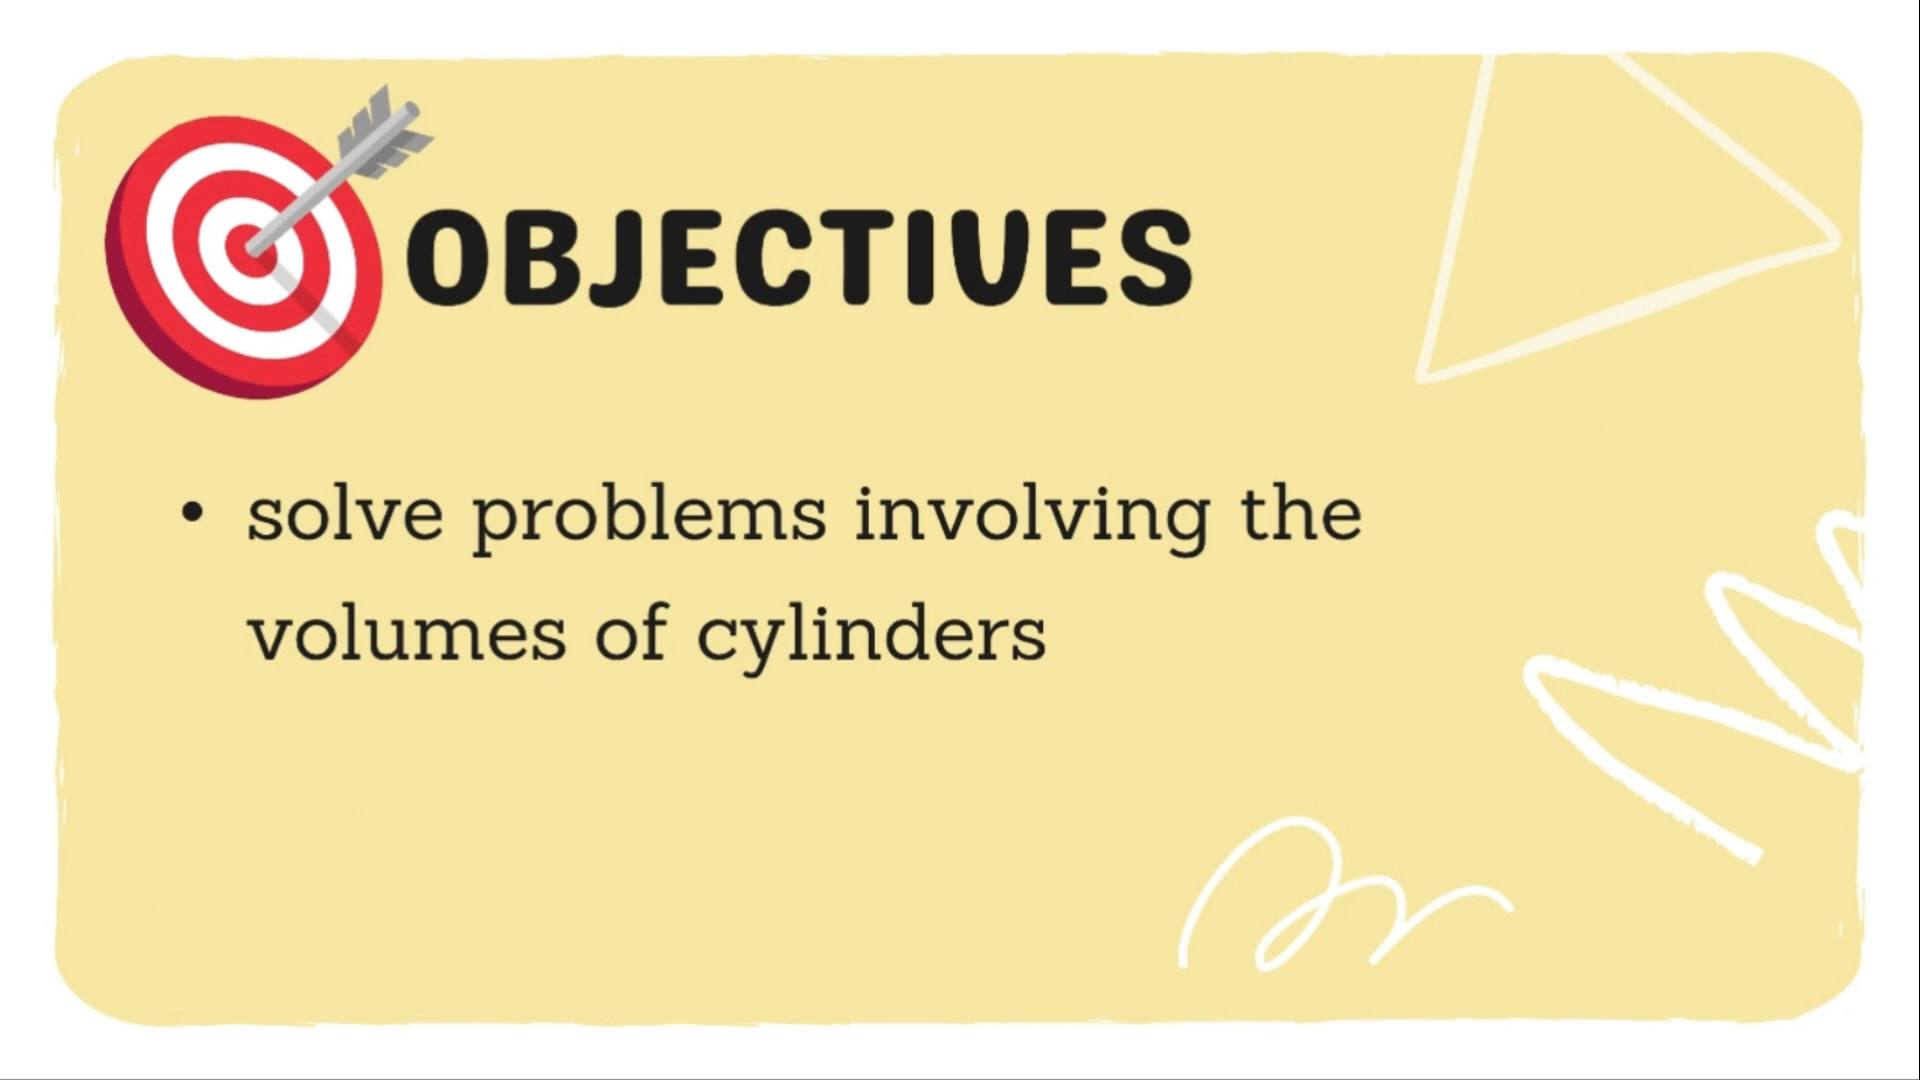 OBJECTIVES
• solve problems involving the
volumes of cylinders